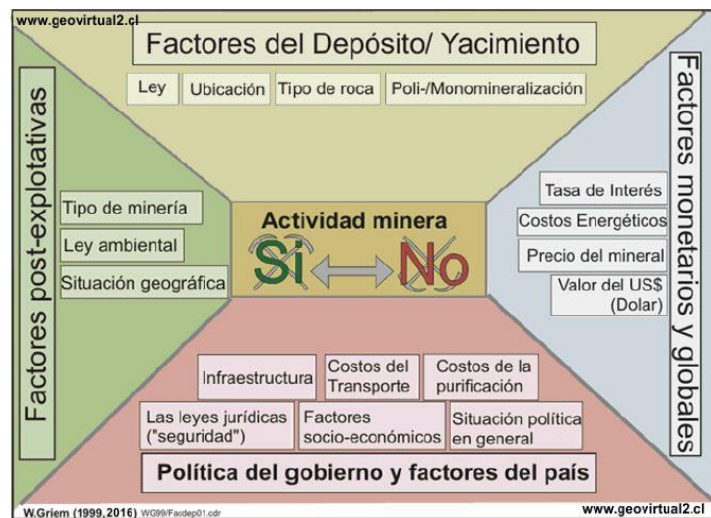 www.geovirtual2.cl
Factores del Depósito/ Yacimiento
Ley
Ubicación
Tipo de roca
Poli-/Monomineralización
Factores post-explotativas
Tipo de minería
Ley ambiental
Situación geográfica
Actividad minera
Si
No
Factores monetarios y globales
Tasa de Interés
Costos Energéticos
Precio del mineral
Valor del US$
(Dolar)
Infraestructura
Costos del
Transporte
Costos de la
purificación
Las leyes jurídicas
("seguridad")
Factores
socio-económicos
Situación política
en general
Política del gobierno y factores del país
W.Griem (1999,2016) WG99/Facdep01.cdr
www.geovirtual2.cl